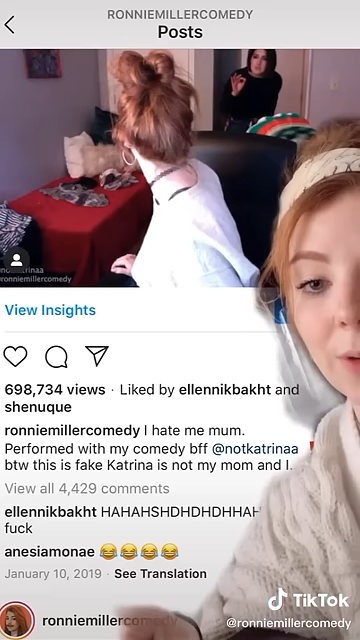 RONNIEMILLERCOMEDY
Posts
ronniemillercomedy
View Insights
698,734 views · Liked by ellennikbakht and
shenuque
ronniemillercomedy I hate me mum.
Performed with my comedy bff @notkatrinaa
btw this is fake Katrina is not my mom and I.
View all 4,429 comments
ellennikbakht HAHAHSHDHDHDHHAH
fuck
anesiamonae 😂😂😂😂
January 10, 2019 · See Translation
TikTok
ronniemillercomedy
@ronniemillercomedy